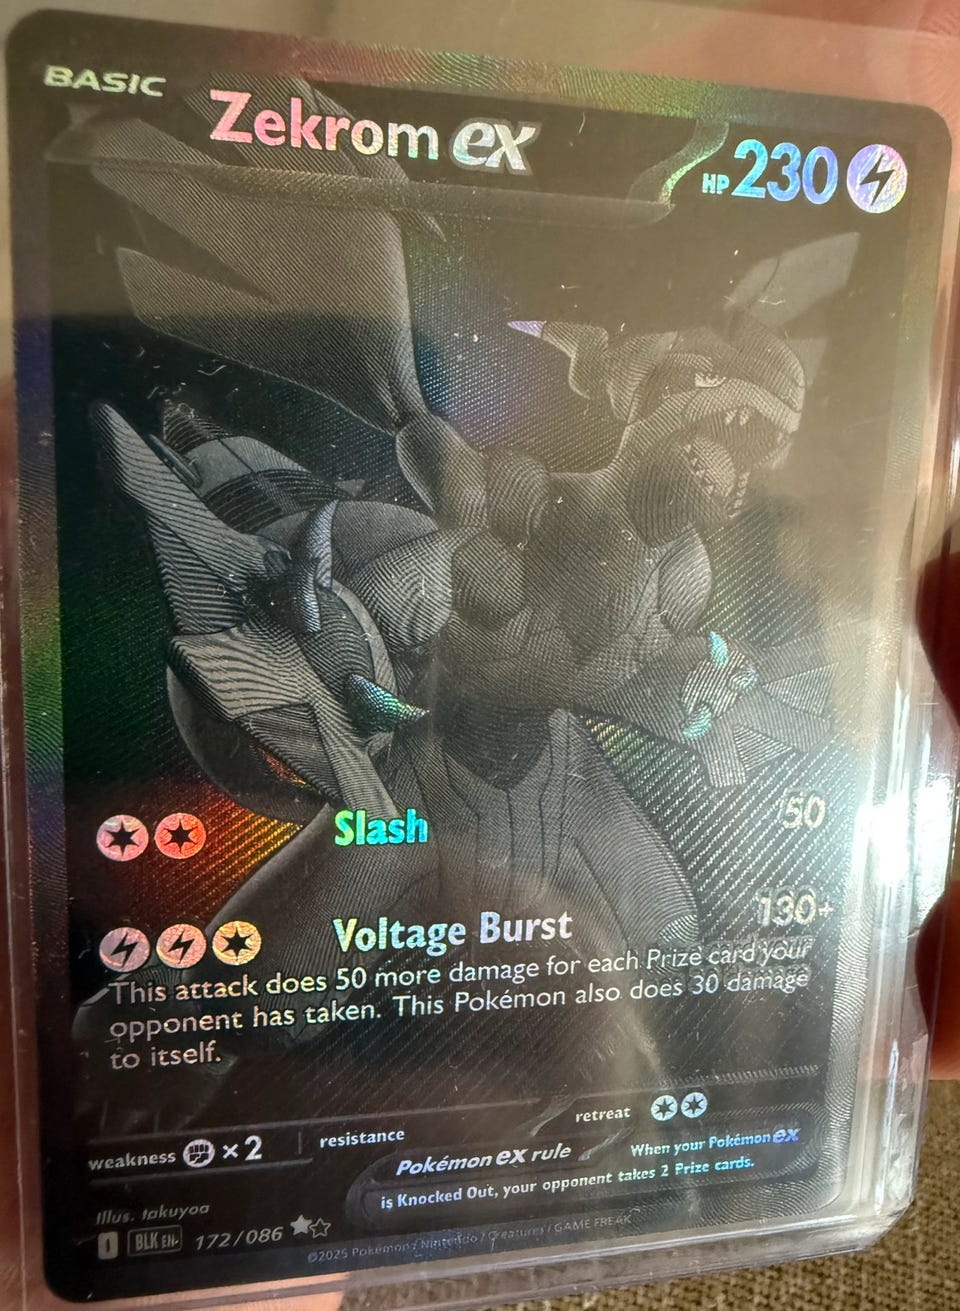 BASIC
Zekrom ex
HP 230
Slash 50
Voltage Burst 130+
This attack does 50 more damage for each Prize card your
opponent has taken. This Pokémon also does 30 damage
to itself.
weakness ×2 resistance retreat
Pokémon ex rule When your Pokémon ex
is Knocked Out, your opponent takes 2 Prize cards.
Illus. takuyoa
I BLK EN 172/086
©2025 Pokémon / Nintendo / Creatures / GAME FREAK